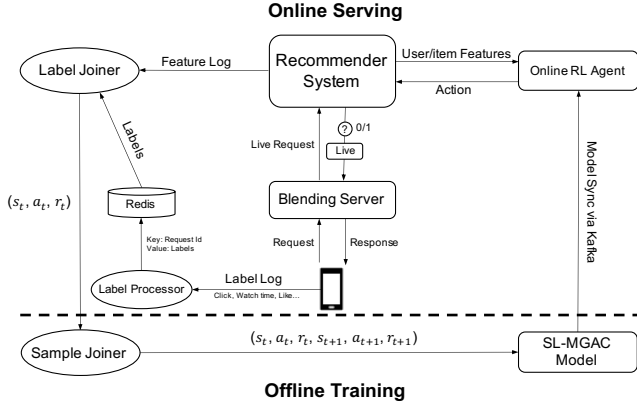 Online Serving
Label Joiner
Feature Log
Recommender
System
User/item Features
Online RL Agent
Action
? 0/1
Live
Live Request
Labels
Blending Server
Redis
(s_t, a_t, r_t)
Key: Request Id
Value: Labels
Request
Response
Model Sync via Kafka
Label Processor
Label Log
Click, Watch time, Like...
Sample Joiner
(s_t, a_t, r_t, s_{t+1}, a_{t+1}, r_{t+1})
SL-MGAC
Model
Offline Training